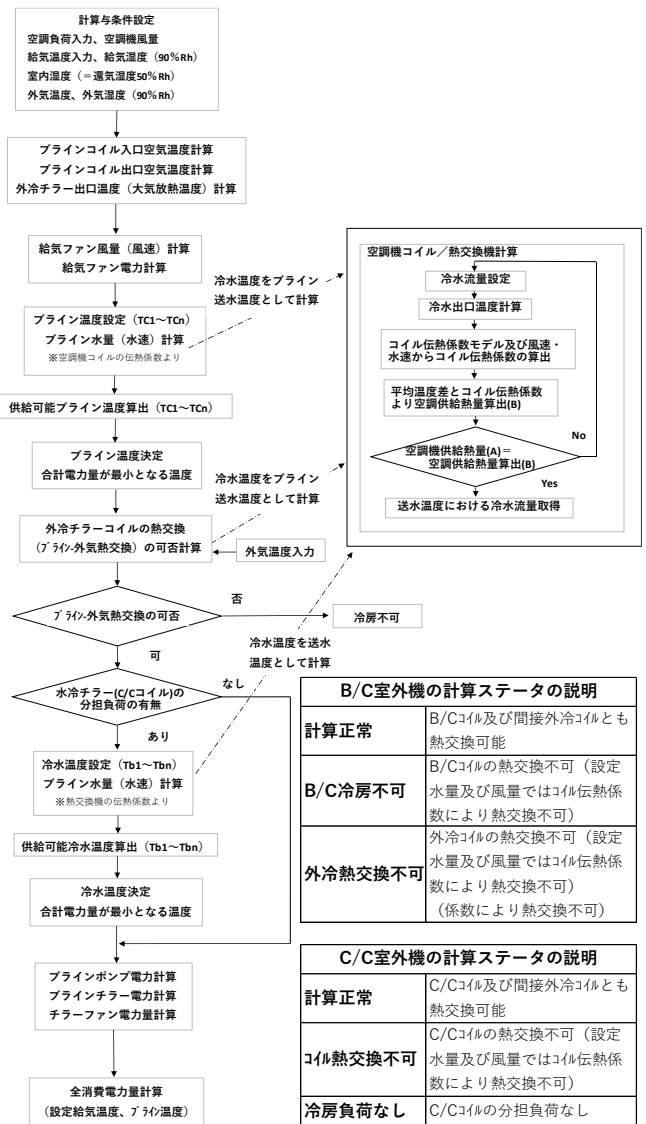 計算与条件設定
空調負荷入力、空調機風量
給気温度入力、給気湿度（90%Rh）
室内湿度（＝還気湿度50%Rh）
外気温度、外気湿度（90%Rh）
ブラインコイル入口空気温度計算
ブラインコイル出口空気温度計算
外冷チラー出口温度（大気放熱温度）計算
給気ファン風量（風速）計算
給気ファン電力計算
冷水温度をブライン
送水温度として計算
ブライン温度設定（TC1～TCn）
ブライン水量（水速）計算
※空調機コイルの伝熱係数より
供給可能ブライン温度算出（TC1～TCn）
ブライン温度決定
合計電力量が最小となる温度
冷水温度をブライン
送水温度として計算
外冷チラーコイルの熱交換
（ﾌﾞﾗｲﾝ-外気熱交換）の可否計算
外気温度入力
ﾌﾞﾗｲﾝ-外気熱交換の可否
否
冷房不可
可
冷水温度を送水
温度として計算
水冷チラー(C/Cコイル)の
分担負荷の有無
なし
あり
冷水温度設定（Tb1～Tbn）
ブライン水量（水速）計算
※熱交換機の伝熱係数より
供給可能冷水温度算出（Tb1～Tbn）
冷水温度決定
合計電力量が最小となる温度
ブラインポンプ電力計算
ブラインチラー電力計算
チラーファン電力量計算
全消費電力量計算
（設定給気温度、ﾌﾞﾗｲﾝ温度）
空調機コイル／熱交換機計算
冷水流量設定
冷水出口温度計算
コイル伝熱係数モデル及び風速・
水速からコイル伝熱係数の算出
平均温度差とコイル伝熱係数
より空調供給熱量算出(B)
No
空調機供給熱量(A)＝
空調供給熱量算出(B)
Yes
送水温度における冷水流量取得
B/C室外機の計算ステータの説明
計算正常
B/Cｺｲﾙ及び間接外冷ｺｲﾙとも
熱交換可能
B/C冷房不可
B/Cｺｲﾙの熱交換不可（設定
水量及び風量ではｺｲﾙ伝熱係
数により熱交換不可）
外冷熱交換不可
外冷ｺｲﾙの熱交換不可（設定
水量及び風量ではｺｲﾙ伝熱係
数により熱交換不可）
（係数により熱交換不可）
C/C室外機の計算ステータの説明
計算正常
C/Cｺｲﾙ及び間接外冷ｺｲﾙとも
熱交換可能
ｺｲﾙ熱交換不可
C/Cｺｲﾙの熱交換不可（設定
水量及び風量ではｺｲﾙ伝熱係
数により熱交換不可）
冷房負荷なし
C/Cｺｲﾙの分担負荷なし